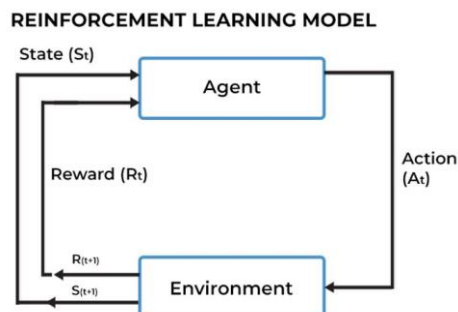 REINFORCEMENT LEARNING MODEL
State (St)
Agent
Reward (Rt)
Action
(At)
R(t+1)
S(t+1)
Environment